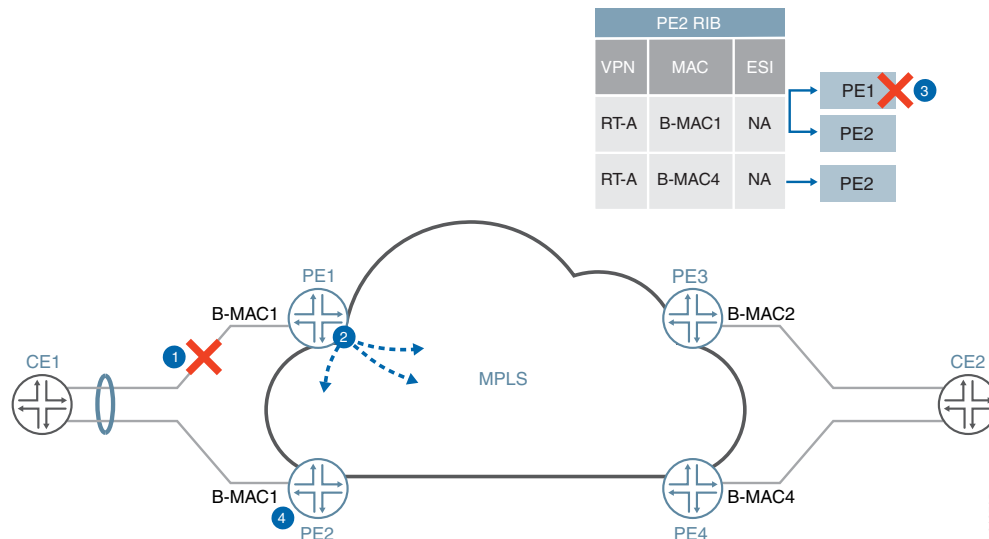 PE2 RIB
VPN MAC ESI
PE1 3
RT-A B-MAC1 NA
PE2
RT-A B-MAC4 NA
PE2
PE1
PE3
B-MAC1
B-MAC2
2
1
CE1
MPLS
CE2
B-MAC1
B-MAC4
4
PE2
PE4